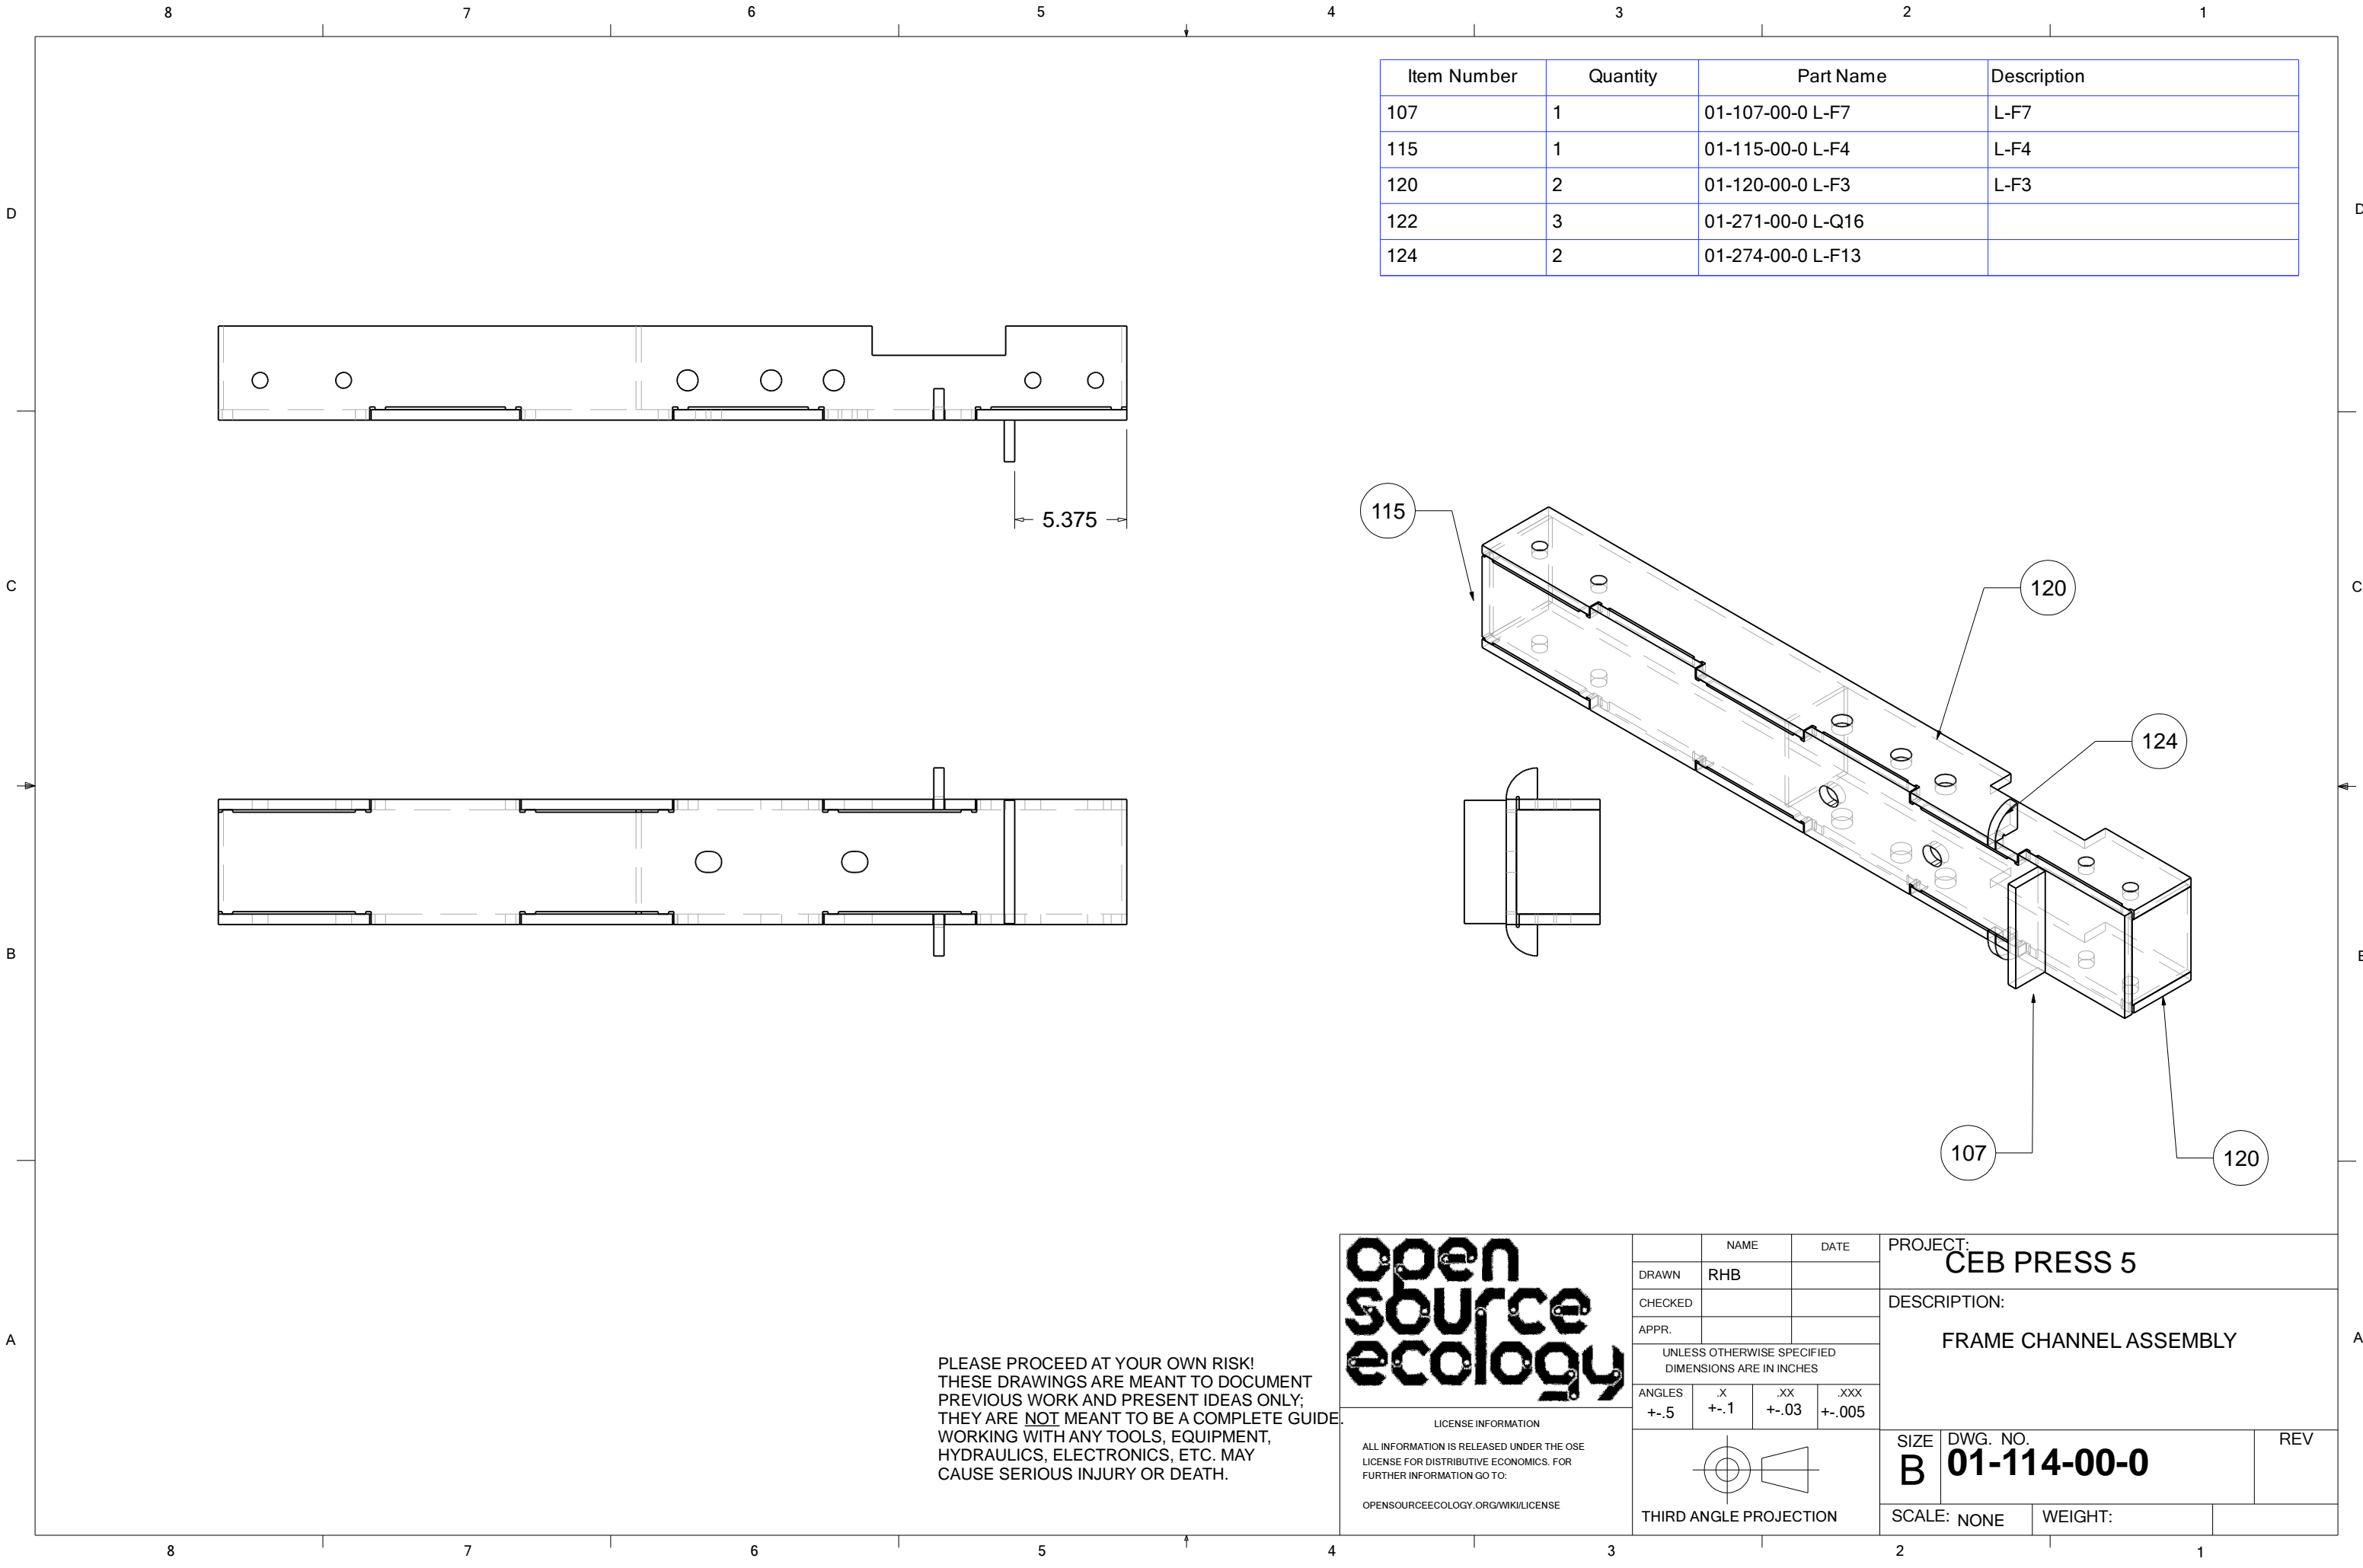 8 7 6 5 4 3 2 1
Item Number Quantity Part Name Description
107 1 01-107-00-0 L-F7 L-F7
115 1 01-115-00-0 L-F4 L-F4
120 2 01-120-00-0 L-F3 L-F3
122 3 01-271-00-0 L-Q16
124 2 01-274-00-0 L-F13
D D
5.375
115
120
C C
124
B
107
120
A A
PLEASE PROCEED AT YOUR OWN RISK!
THESE DRAWINGS ARE MEANT TO DOCUMENT
PREVIOUS WORK AND PRESENT IDEAS ONLY;
THEY ARE NOT MEANT TO BE A COMPLETE GUIDE.
WORKING WITH ANY TOOLS, EQUIPMENT,
HYDRAULICS, ELECTRONICS, ETC. MAY
CAUSE SERIOUS INJURY OR DEATH.
open
source
ecology
LICENSE INFORMATION
ALL INFORMATION IS RELEASED UNDER THE OSE
LICENSE FOR DISTRIBUTIVE ECONOMICS. FOR
FURTHER INFORMATION GO TO:
OPENSOURCEECOLOGY.ORG/WIKI/LICENSE
NAME DATE
DRAWN RHB
CHECKED
APPR.
UNLESS OTHERWISE SPECIFIED
DIMENSIONS ARE IN INCHES
ANGLES .X .XX .XXX
+-.5 +-.1 +-.03 +-.005
THIRD ANGLE PROJECTION
PROJECT:
CEB PRESS 5
DESCRIPTION:
FRAME CHANNEL ASSEMBLY
SIZE DWG. NO. REV
B 01-114-00-0
SCALE: NONE WEIGHT:
8 7 6 5 4 3 2 1